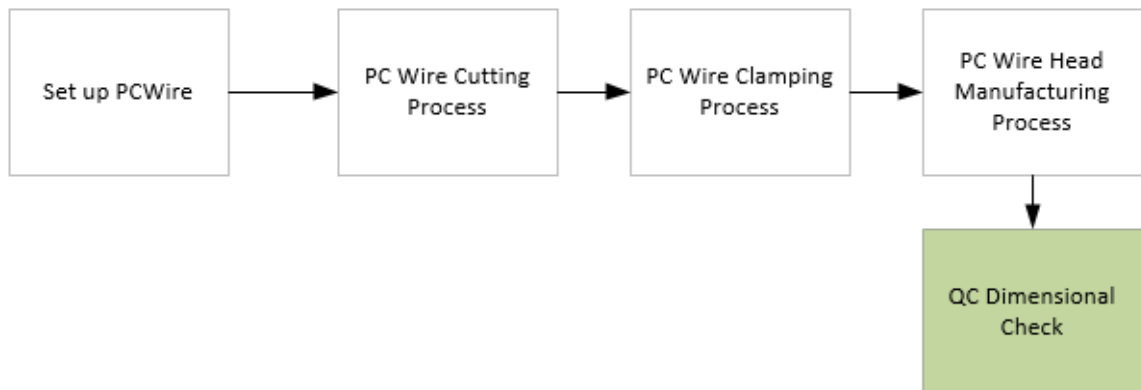 Set up PCWire
PC Wire Cutting
Process
PC Wire Clamping
Process
PC Wire Head
Manufacturing
Process
QC Dimensional
Check